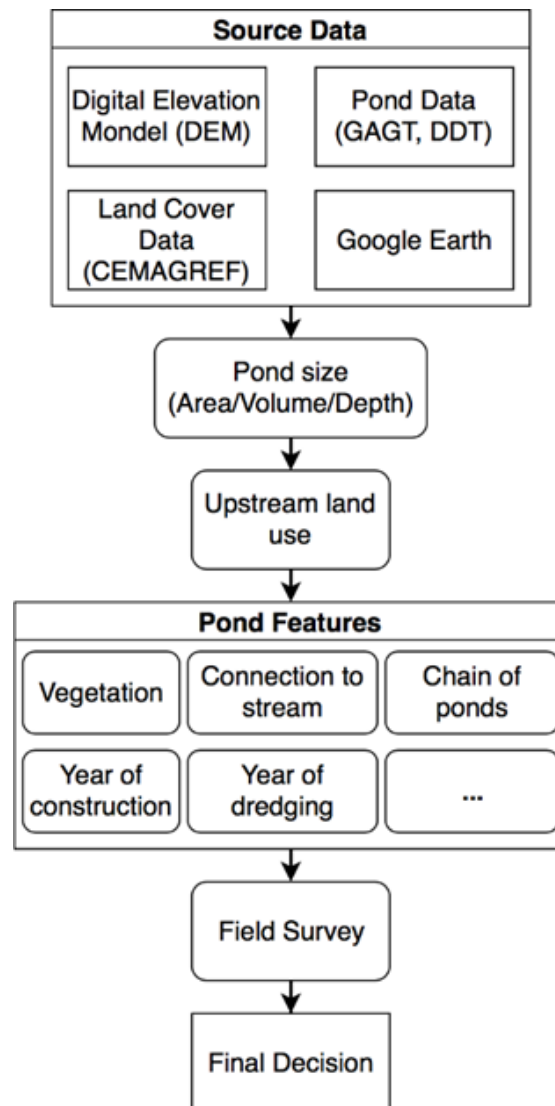 Source Data
Digital Elevation
Mondel (DEM)
Pond Data
(GAGT, DDT)
Land Cover
Data
(CEMAGREF)
Google Earth
Pond size
(Area/Volume/Depth)
Upstream land
use
Pond Features
Vegetation
Connection to
stream
Chain of
ponds
Year of
construction
Year of
dredging
...
Field Survey
Final Decision